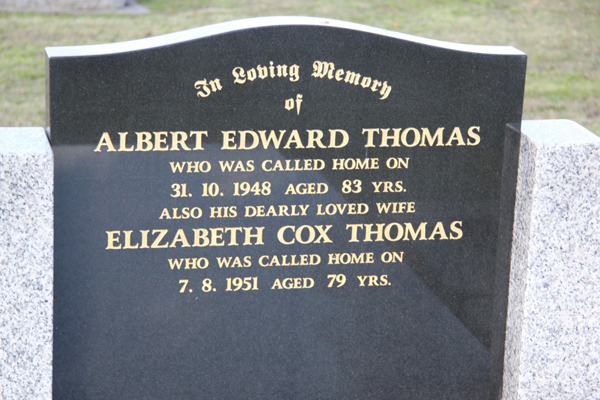 In Loving Memory
of
ALBERT EDWARD THOMAS
WHO WAS CALLED HOME ON
31. 10. 1948 AGED 83 YRS.
ALSO HIS DEARLY LOVED WIFE
ELIZABETH COX THOMAS
WHO WAS CALLED HOME ON
7. 8. 1951 AGED 79 YRS.